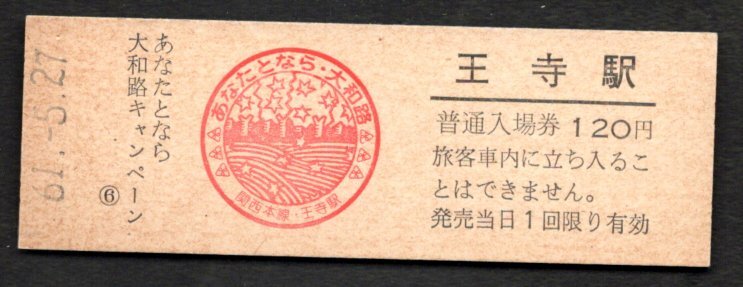 61.-5.27
あなたとなら
大和路キャンペーン
⑥
あなたとなら・大和路
関西本線・王寺駅
王寺駅
普通入場券 120円
旅客車内に立ち入るこ
とはできません。
発売当日1回限り有効